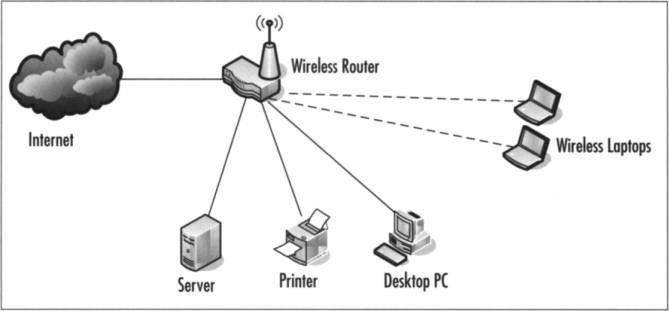 Wireless Router
Internet
Wireless Laptops
Server
Printer
Desktop PC